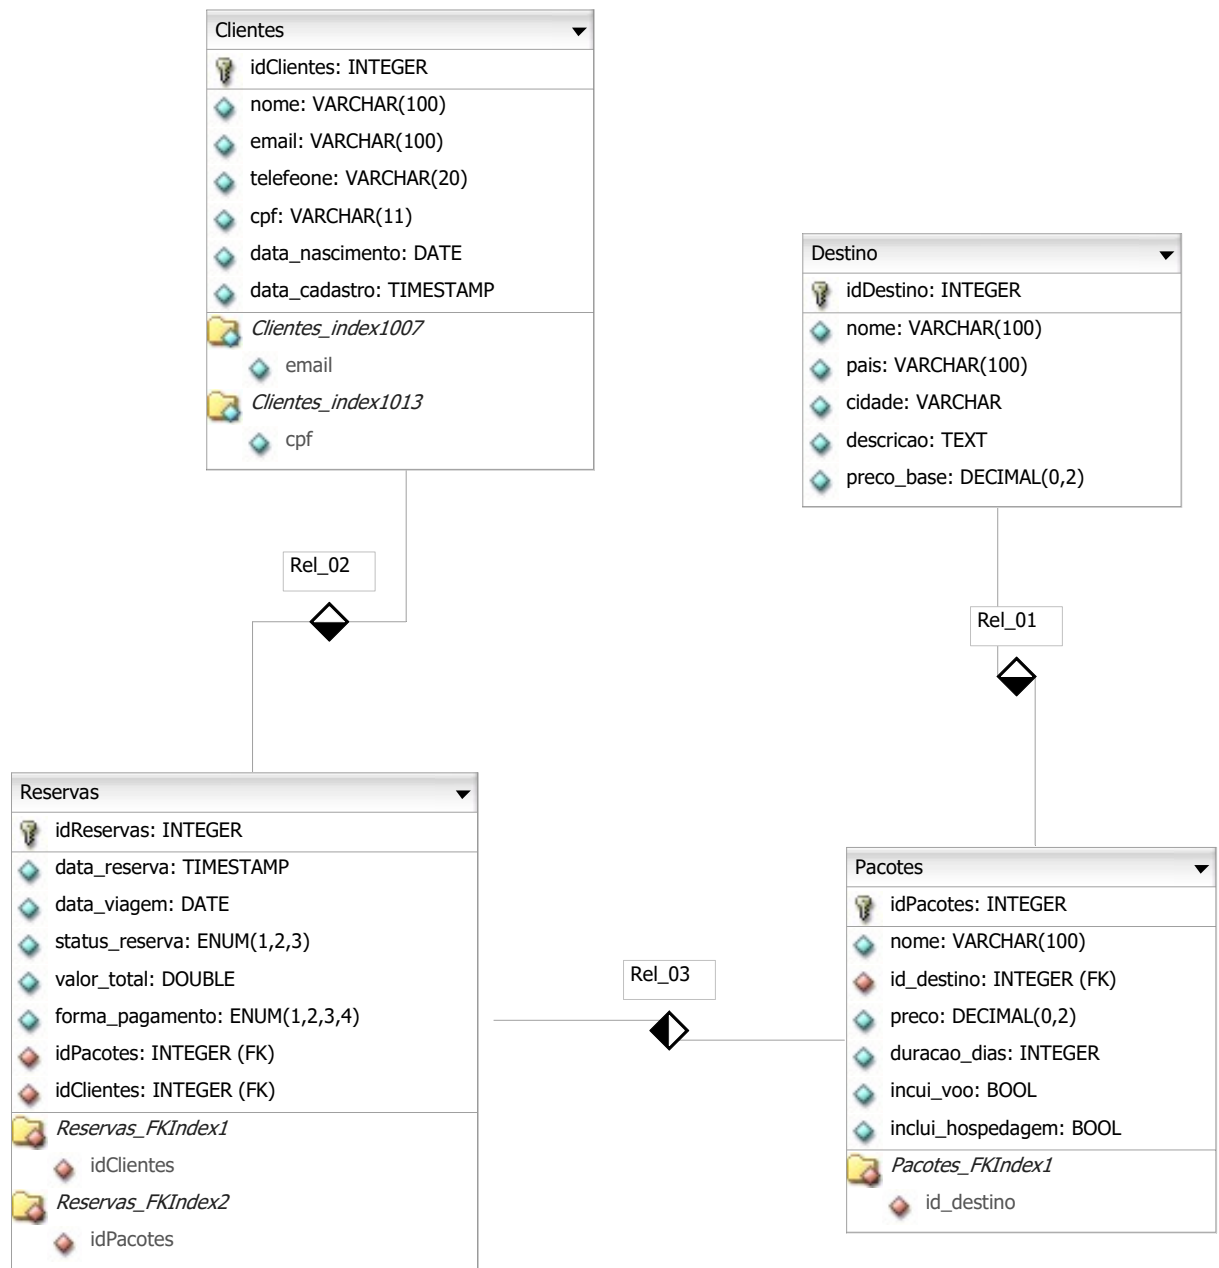 Clientes
idClientes: INTEGER
nome: VARCHAR(100)
email: VARCHAR(100)
telefeone: VARCHAR(20)
cpf: VARCHAR(11)
data_nascimento: DATE
data_cadastro: TIMESTAMP
Clientes_index1007
email
Clientes_index1013
cpf
Destino
idDestino: INTEGER
nome: VARCHAR(100)
pais: VARCHAR(100)
cidade: VARCHAR
descricao: TEXT
preco_base: DECIMAL(0,2)
Rel_02
Rel_01
Reservas
idReservas: INTEGER
data_reserva: TIMESTAMP
data_viagem: DATE
status_reserva: ENUM(1,2,3)
valor_total: DOUBLE
forma_pagamento: ENUM(1,2,3,4)
idPacotes: INTEGER (FK)
idClientes: INTEGER (FK)
Reservas_FKIndex1
idClientes
Reservas_FKIndex2
idPacotes
Rel_03
Pacotes
idPacotes: INTEGER
nome: VARCHAR(100)
id_destino: INTEGER (FK)
preco: DECIMAL(0,2)
duracao_dias: INTEGER
incui_voo: BOOL
inclui_hospedagem: BOOL
Pacotes_FKIndex1
id_destino